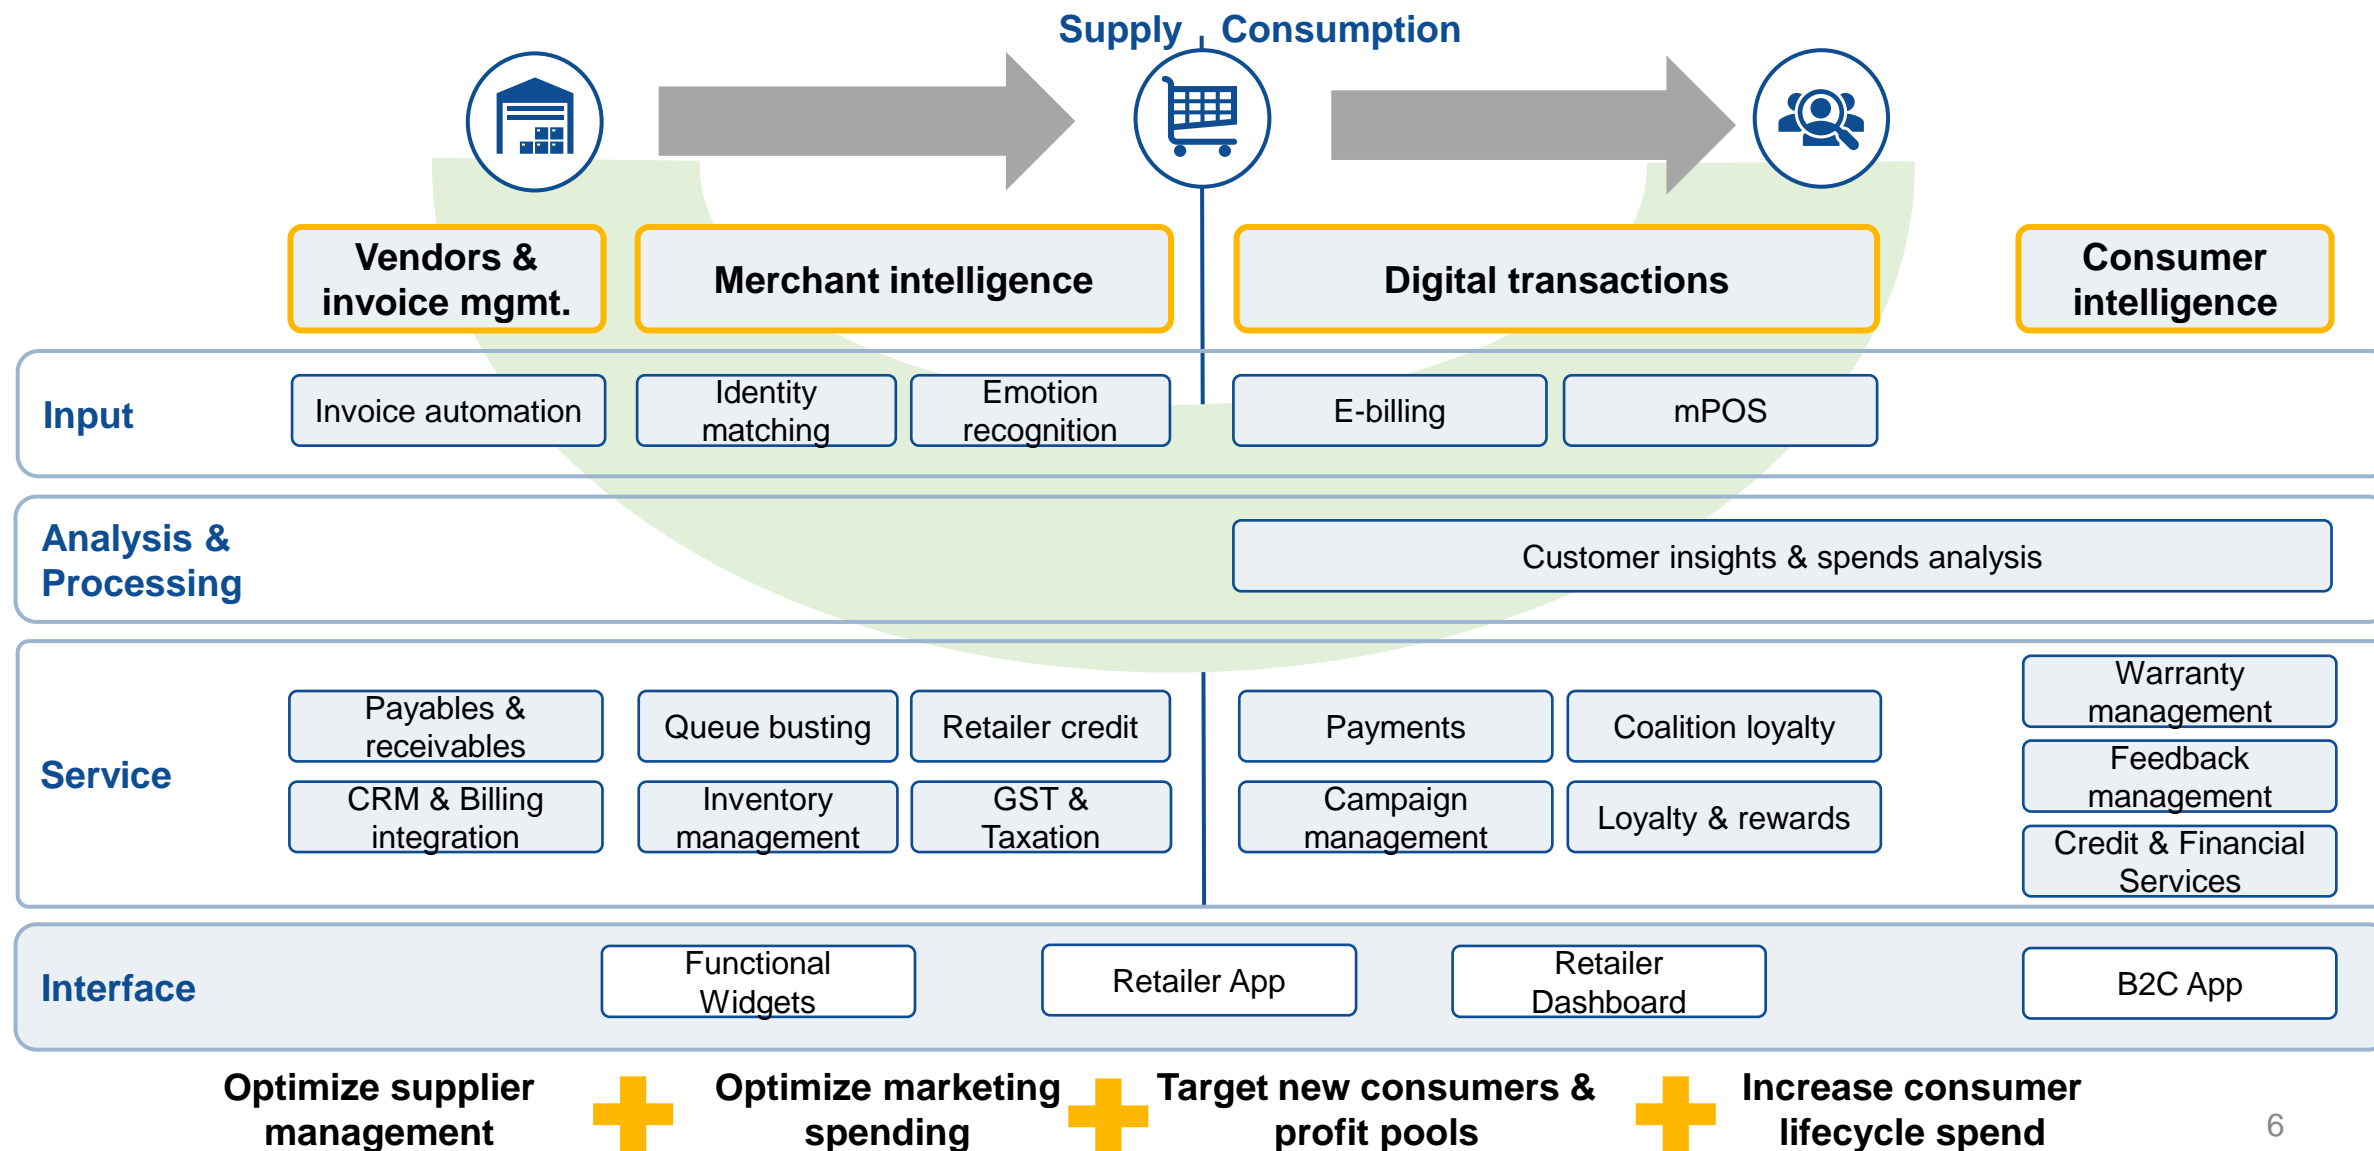 Supply Consumption
Vendors &
invoice mgmt.
Merchant intelligence
Digital transactions
Consumer
intelligence
Input
Invoice automation
Identity
matching
Emotion
recognition
E-billing
mPOS
Analysis &
Processing
Customer insights & spends analysis
Service
Payables &
receivables
Queue busting
Retailer credit
Payments
Coalition loyalty
Warranty
management
CRM & Billing
integration
Inventory
management
GST &
Taxation
Campaign
management
Loyalty & rewards
Feedback
management
Credit & Financial
Services
Interface
Functional
Widgets
Retailer App
Retailer
Dashboard
B2C App
Optimize supplier
management
Optimize marketing
spending
Target new consumers &
profit pools
Increase consumer
lifecycle spend
6